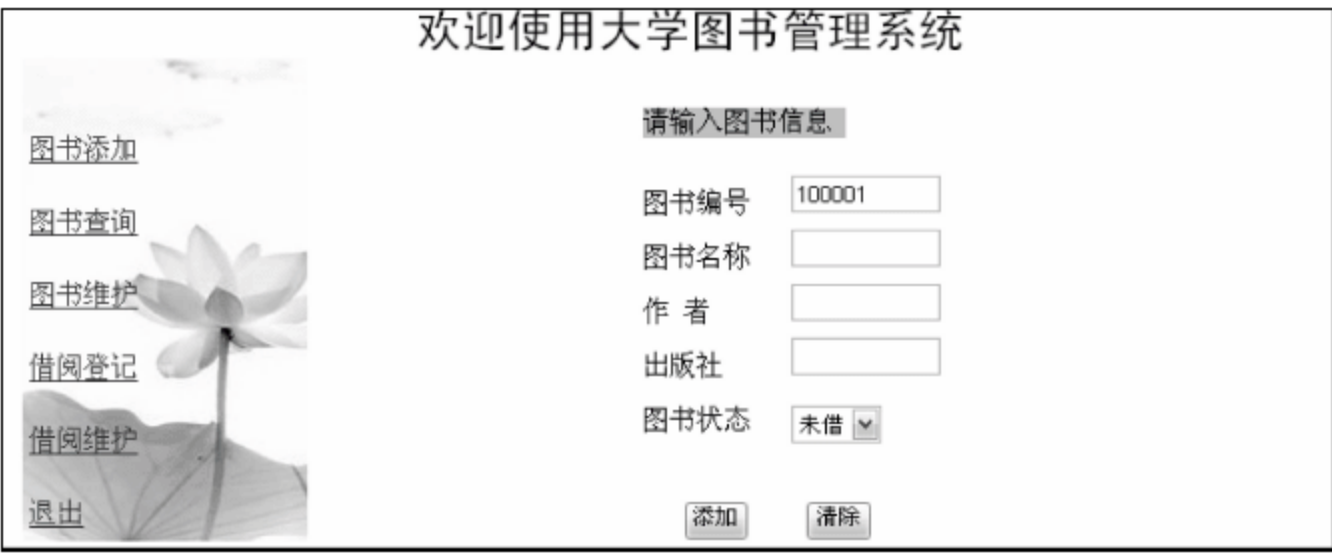 欢迎使用大学图书管理系统
图书添加
图书查询
图书维护
借阅登记
借阅维护
退出
请输入图书信息
图书编号 100001
图书名称
作 者
出版社
图书状态 未借
添加 清除